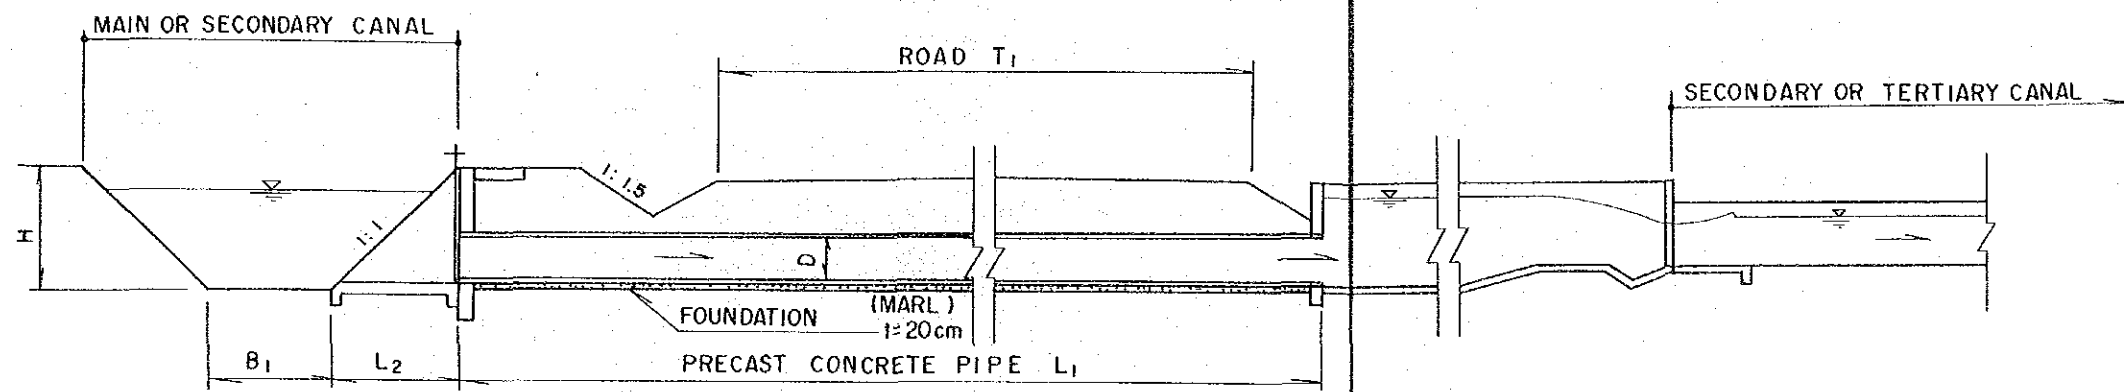 MAIN OR SECONDARY CANAL
ROAD T1
SECONDARY OR TERTIARY CANAL
1:1.5
H
1:1
D
FOUNDATION
(MARL)
t=20cm
B1
L2
PRECAST CONCRETE PIPE L1